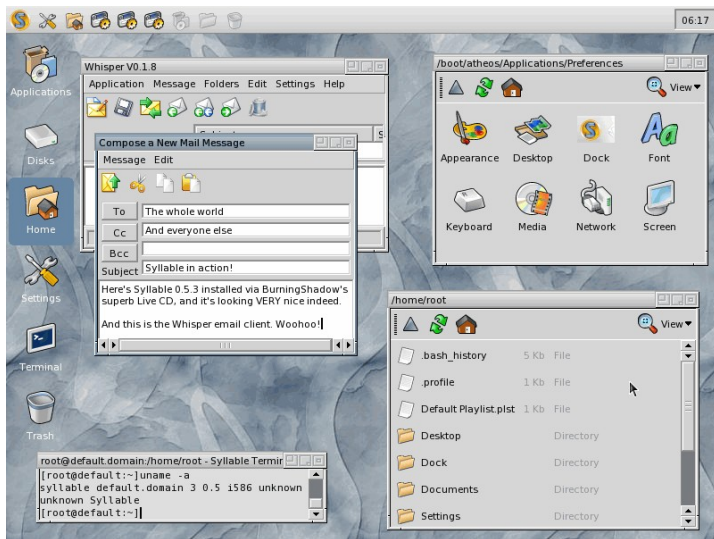 06:17
Applications
Disks
Home
Settings
Terminal
Trash
Whisper V0.1.8
Application Message Folders Edit Settings Help
Compose a New Mail Message
Message Edit
To The whole world
Cc And everyone else
Bcc
Subject Syllable in action!
Here's Syllable 0.5.3 installed via BurningShadow's
superb Live CD, and it's looking VERY nice indeed.
And this is the Whisper email client. Woohoo!
/boot/atheos/Applications/Preferences
View
Appearance Desktop Dock Font
Keyboard Media Network Screen
/home/root
View
.bash_history 5 Kb File
.profile 1 Kb File
Default Playlist.plst 1 Kb File
Desktop Directory
Dock Directory
Documents Directory
Settings Directory
root@default.domain:/home/root - Syllable Termin
[root@default:~]uname -a
syllable default.domain 3 0.5 i586 unknown
unknown Syllable
[root@default:~]